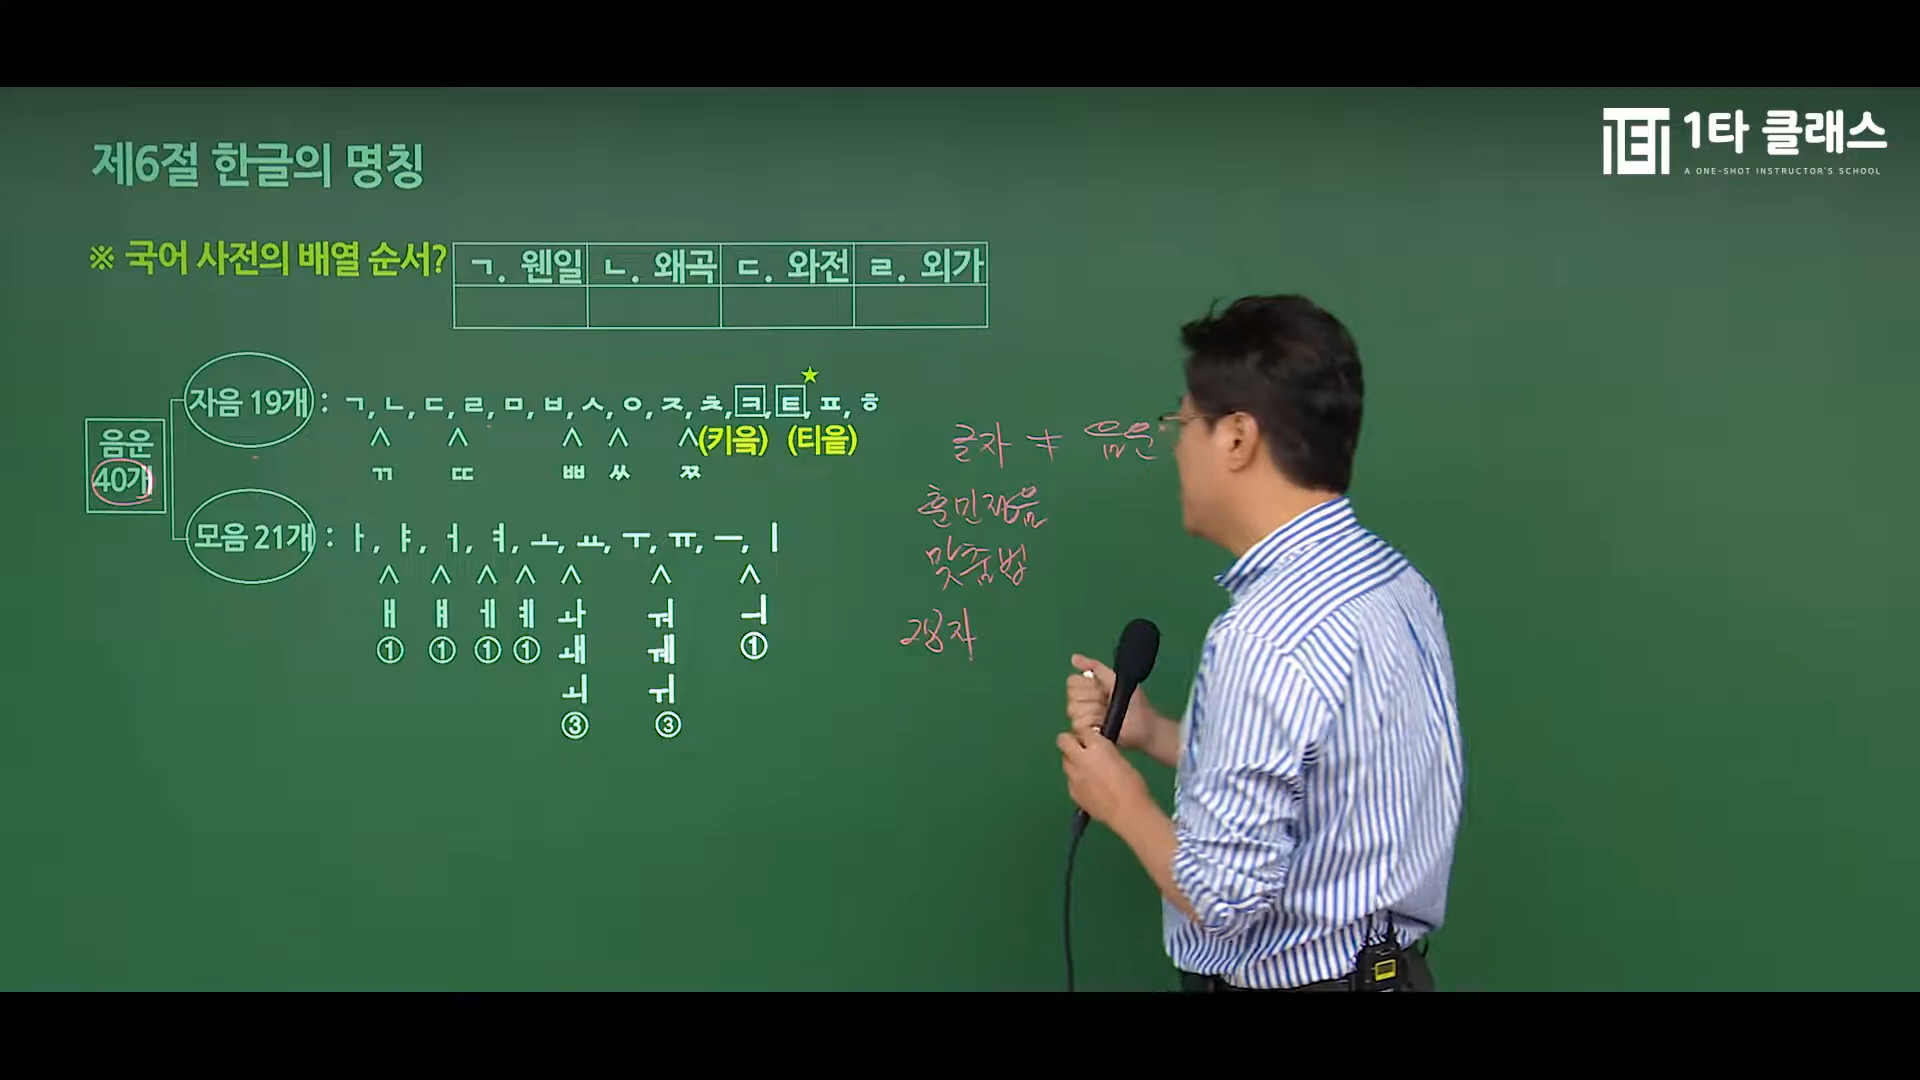 1타 클래스
A ONE-SHOT INSTRUCTOR'S SCHOOL
제6절 한글의 명칭
※ 국어 사전의 배열 순서?
ㄱ. 웬일 ㄴ. 왜곡 ㄷ. 와전 ㄹ. 외가
음운
40개
자음 19개 : ㄱ, ㄴ, ㄷ, ㄹ, ㅁ, ㅂ, ㅅ, ㅇ, ㅈ, ㅊ, ㅋ, ㅌ, ㅍ, ㅎ
★
^ ^ ^ ^ ^ (키읔) (티읕)
ㄲ ㄸ ㅃ ㅆ ㅉ
모음 21개 : ㅏ, ㅑ, ㅓ, ㅕ, ㅗ, ㅛ, ㅜ, ㅠ, ㅡ, ㅣ
^ ^ ^ ^ ^ ^ ^
ㅐ ㅒ ㅔ ㅖ ㅘ ㅝ ㅢ
① ① ① ① ㅙ ㅞ ①
ㅚ ㅟ
③ ③
글자 ≠ 음운
훈민정음
맞춤법
28자